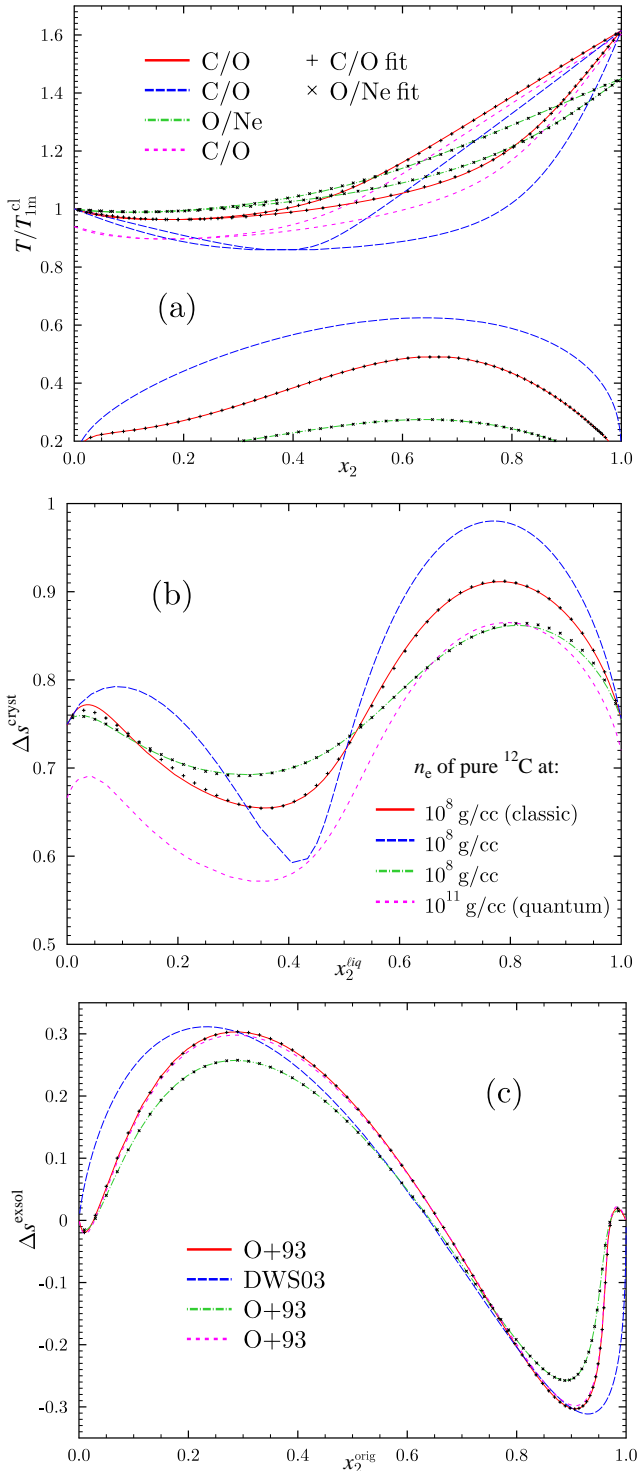 1.6
1.4
1.2
1
0.8
0.6
0.4
0.2
T/T_{1m}^{cl}
C/O
C/O
O/Ne
C/O
+ C/O fit
× O/Ne fit
(a)
0.0 0.2 0.4 0.6 0.8 1.0
x_2
1
0.9
0.8
0.7
0.6
0.5
Δs^{cryst}
(b)
n_e of pure ^{12}C at:
10^8 g/cc (classic)
10^8 g/cc
10^8 g/cc
10^{11} g/cc (quantum)
0.0 0.2 0.4 0.6 0.8 1.0
x_2^{ℓiq}
0.3
0.2
0.1
0
-0.1
-0.2
-0.3
Δs^{exsol}
(c)
O+93
DWS03
O+93
O+93
0.0 0.2 0.4 0.6 0.8 1.0
x_2^{orig}